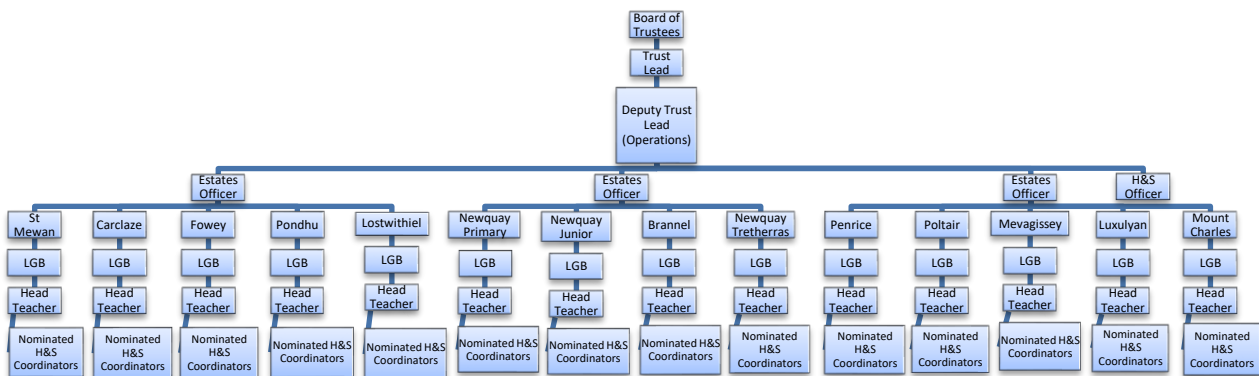 Board of
Trustees
Trust
Lead
Deputy Trust
Lead
(Operations)
Estates
Officer
Estates
Officer
Estates
Officer
H&S
Officer
St
Mewan
Carclaze
Fowey
Pondhu
Lostwithiel
Newquay
Primary
Newquay
Junior
Brannel
Newquay
Tretherras
Penrice
Poltair
Mevagissey
Luxulyan
Mount
Charles
LGB
LGB
LGB
LGB
LGB
LGB
LGB
LGB
LGB
LGB
LGB
LGB
LGB
LGB
Head
Teacher
Head
Teacher
Head
Teacher
Head
Teacher
Head
Teacher
Head
Teacher
Head
Teacher
Head
Teacher
Head
Teacher
Head
Teacher
Head
Teacher
Head
Teacher
Head
Teacher
Head
Teacher
Nominated H&S
Coordinators
Nominated H&S
Coordinators
Nominated
H&S
Coordinators
Nominated H&S
Coordinators
Nominated H&S
Coordinators
Nominated H&S
Coordinators
Nominated H&S
Coordinators
Nominated H&S
Coordinators
Nominated
H&S
Coordinators
Nominated H&S
Coordinators
Nominated H&S
Coordinators
Nominated H&S
Coordinators
Nominated H&S
Coordinators
Nominated H&S
Coordinators